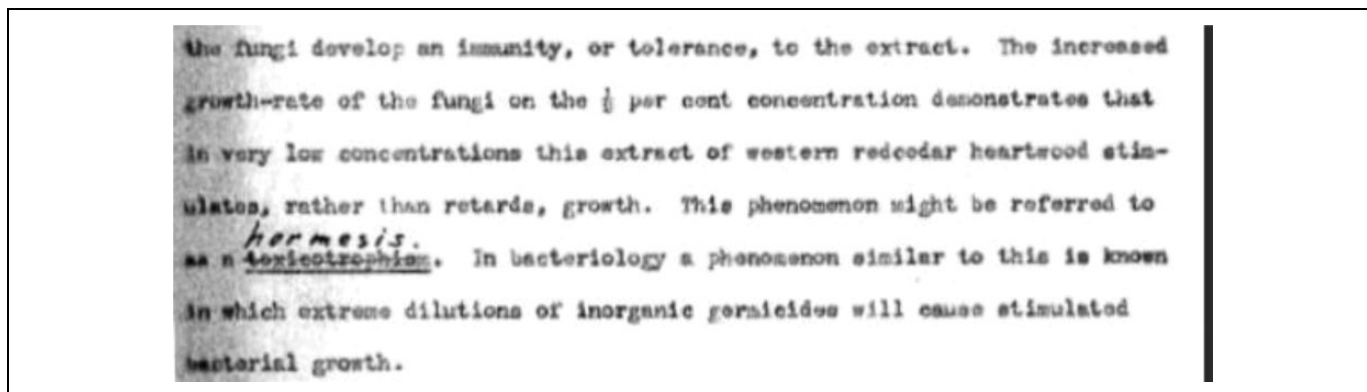 the fungi develop an immunity, or tolerance, to the extract. The increased
growth-rate of the fungi on the ⅛ per cent concentration demonstrates that
in very low concentrations this extract of western redcedar heartwood stim-
ulates, rather than retards, growth. This phenomenon might be referred to
hormesis.
as a toxicotrophism. In bacteriology a phenomenon similar to this is known
in which extreme dilutions of inorganic germicides will cause stimulated
bacterial growth.